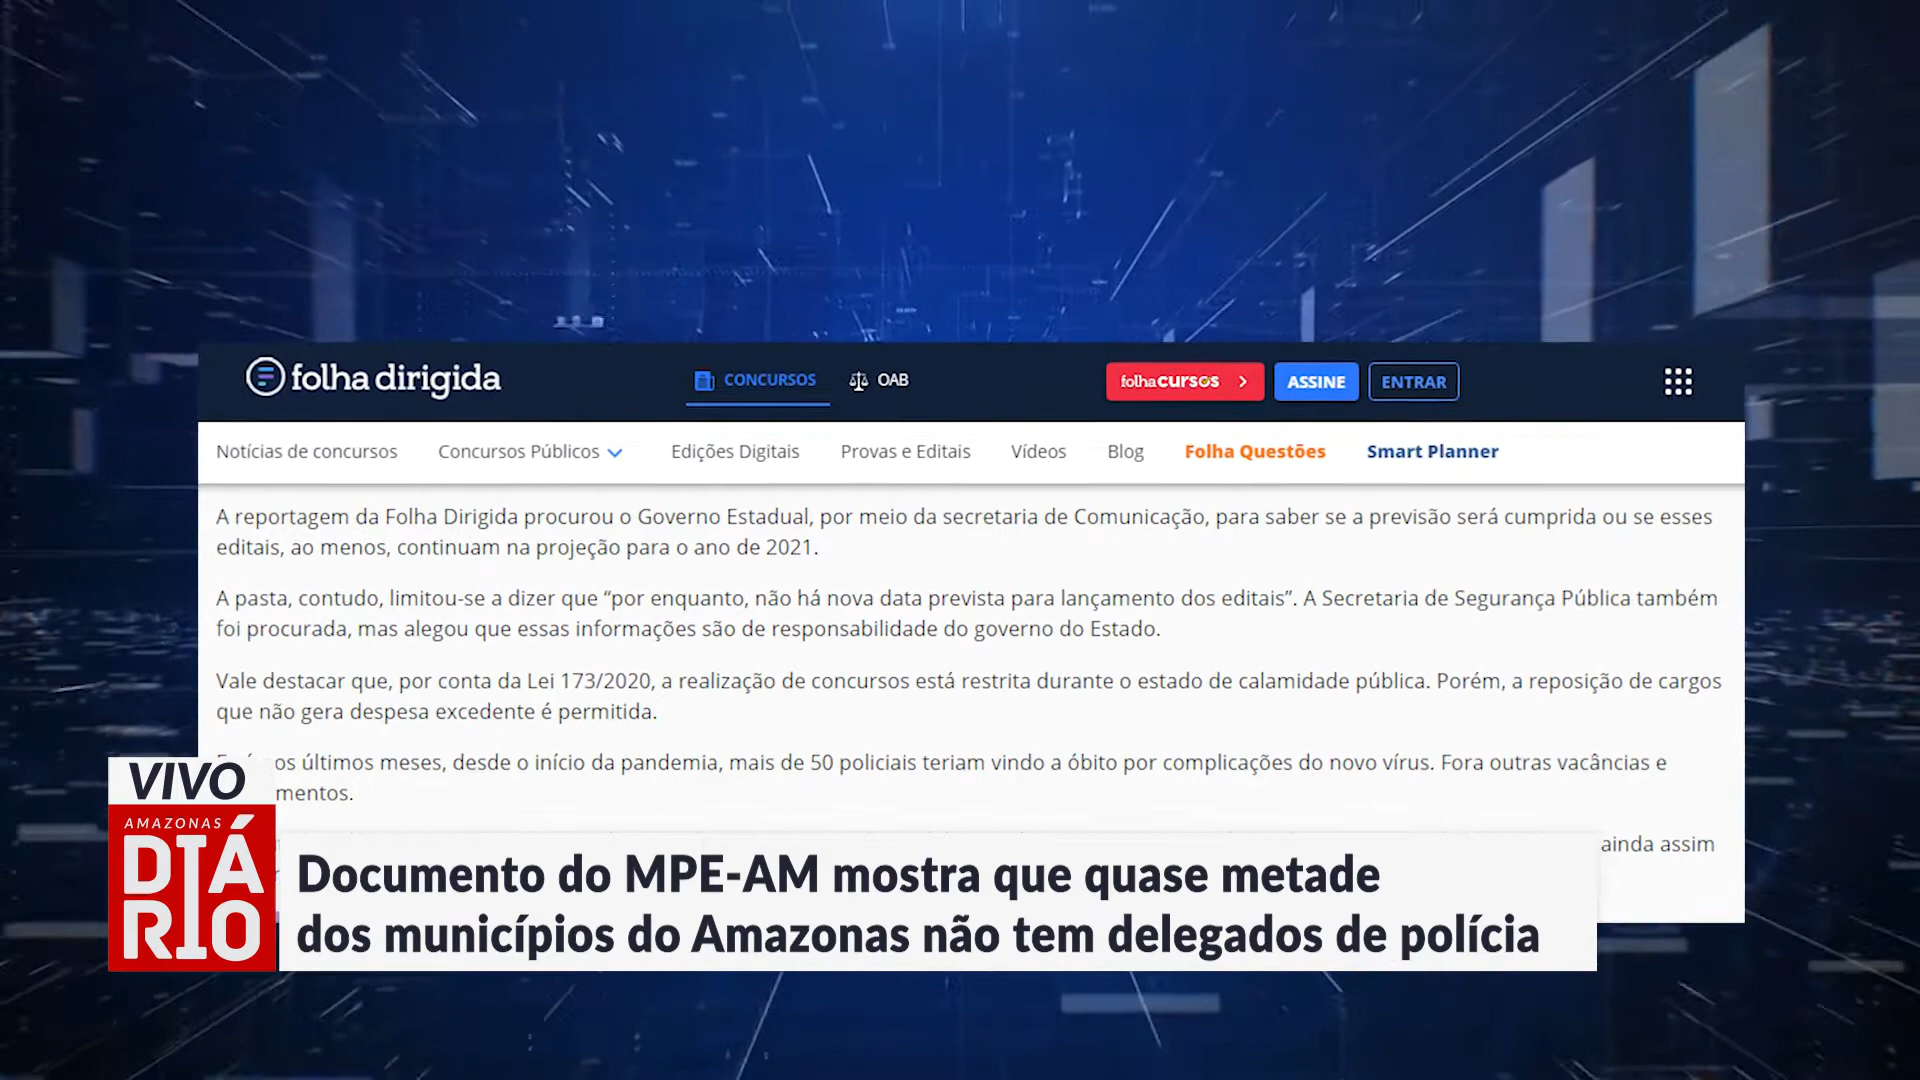 folha dirigida
CONCURSOS
OAB
folhacursos
ASSINE
ENTRAR
Notícias de concursos
Concursos Públicos
Edições Digitais
Provas e Editais
Vídeos
Blog
Folha Questões
Smart Planner
A reportagem da Folha Dirigida procurou o Governo Estadual, por meio da secretaria de Comunicação, para saber se a previsão será cumprida ou se esses
editais, ao menos, continuam na projeção para o ano de 2021.
A pasta, contudo, limitou-se a dizer que “por enquanto, não há nova data prevista para lançamento dos editais”. A Secretaria de Segurança Pública também
foi procurada, mas alegou que essas informações são de responsabilidade do governo do Estado.
Vale destacar que, por conta da Lei 173/2020, a realização de concursos está restrita durante o estado de calamidade pública. Porém, a reposição de cargos
que não gera despesa excedente é permitida.
últimos meses, desde o início da pandemia, mais de 50 policiais teriam vindo a óbito por complicações do novo vírus. Fora outras vacâncias e
ainda assim
VIVO
AMAZONAS
DIÁRIO
Documento do MPE-AM mostra que quase metade
dos municípios do Amazonas não tem delegados de polícia